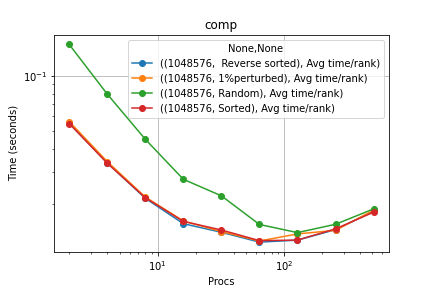 comp
None,None
((1048576,  Reverse sorted), Avg time/rank)
((1048576, 1%perturbed), Avg time/rank)
((1048576, Random), Avg time/rank)
((1048576, Sorted), Avg time/rank)
Time (seconds)
10⁻¹
10¹
10²
Procs